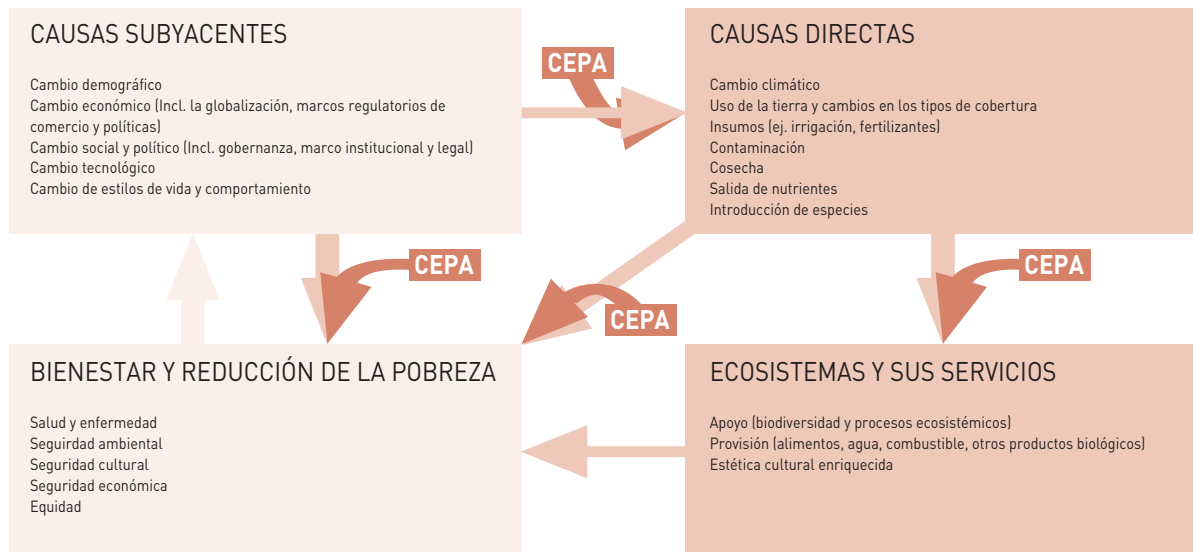 CAUSAS SUBYACENTES
Cambio demográfico
Cambio económico (Incl. la globalización, marcos regulatorios de
comercio y políticas)
Cambio social y político (Incl. gobernanza, marco institucional y legal)
Cambio tecnológico
Cambio de estilos de vida y comportamiento
CEPA
CAUSAS DIRECTAS
Cambio climático
Uso de la tierra y cambios en los tipos de cobertura
Insumos (ej. irrigación, fertilizantes)
Contaminación
Cosecha
Salida de nutrientes
Introducción de especies
CEPA
CEPA
CEPA
BIENESTAR Y REDUCCIÓN DE LA POBREZA
Salud y enfermedad
Seguirdad ambiental
Seguridad cultural
Seguridad económica
Equidad
ECOSISTEMAS Y SUS SERVICIOS
Apoyo (biodiversidad y procesos ecosistémicos)
Provisión (alimentos, agua, combustible, otros productos biológicos)
Estética cultural enriquecida